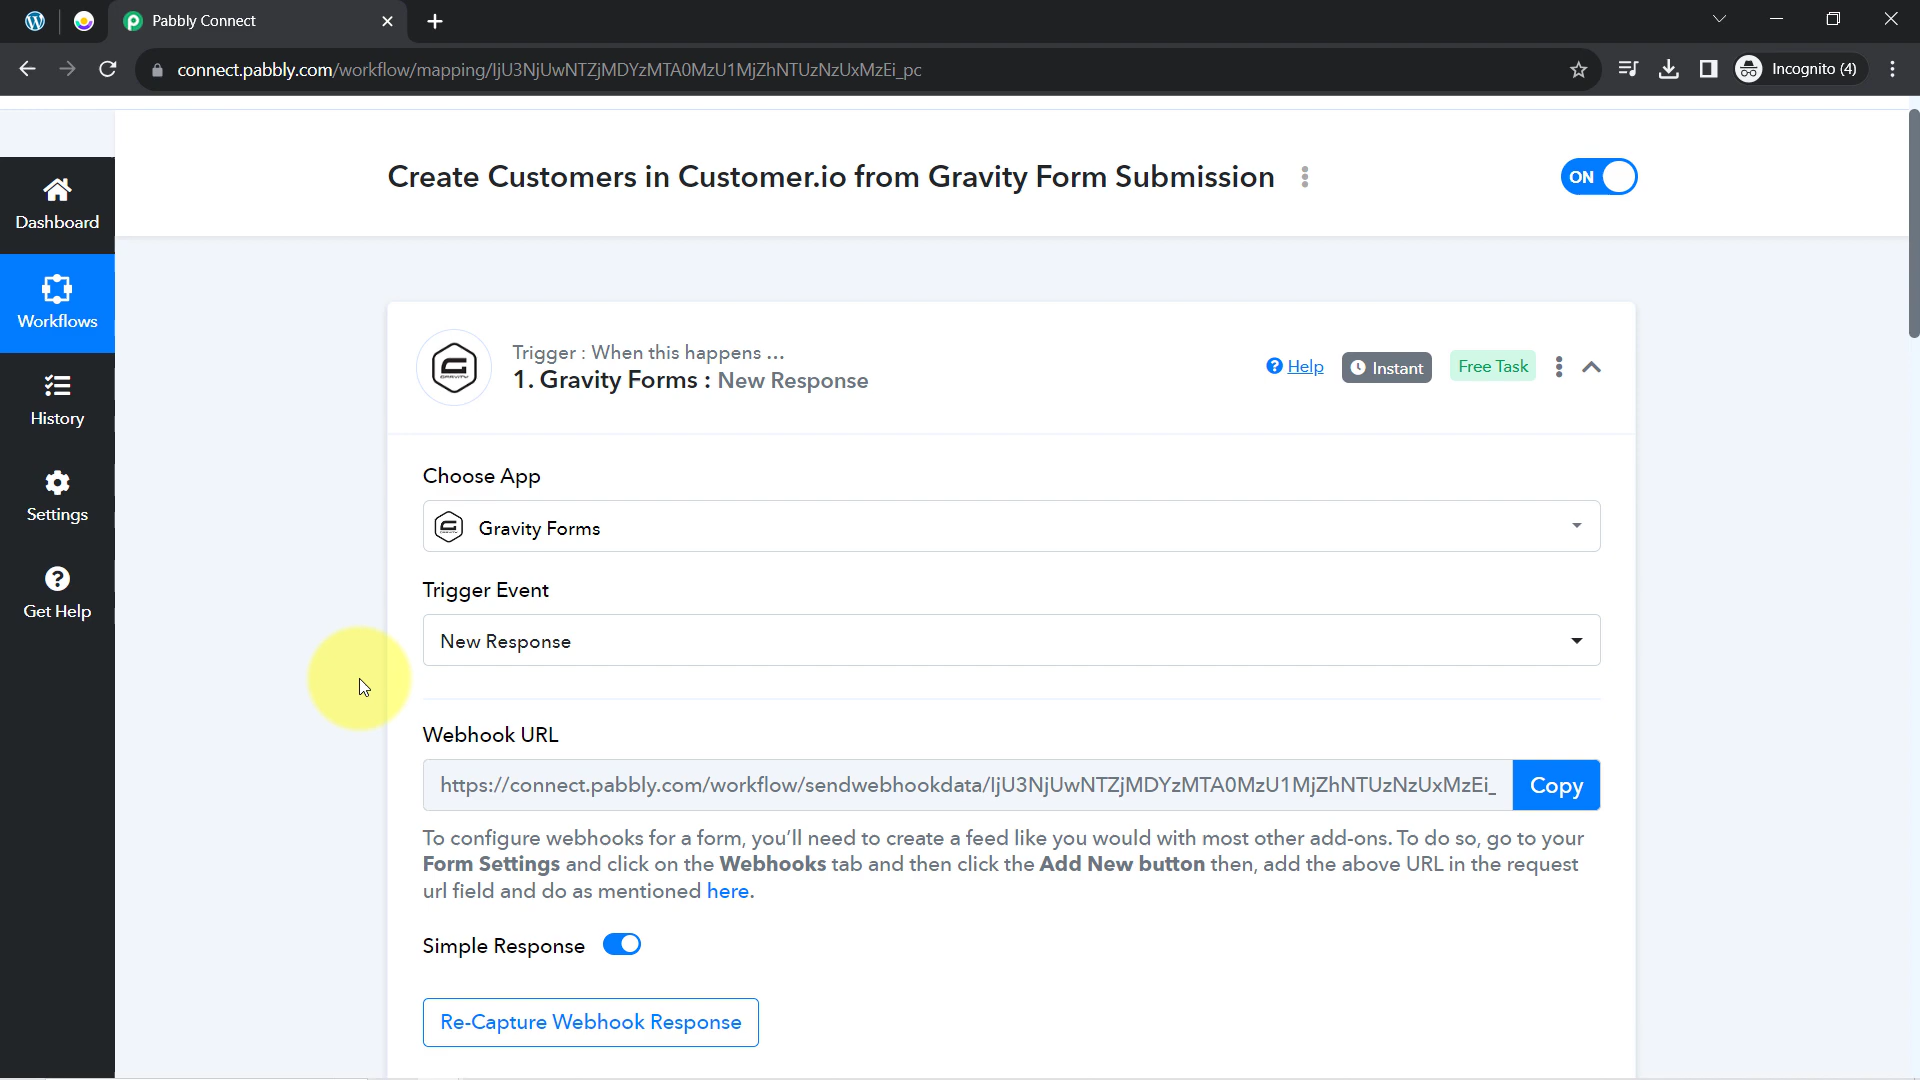 Pabbly Connect
connect.pabbly.com/workflow/mapping/IjU3NjUwNTZjMDYzMTA0MzU1MjZhNTUzNzUxMzEi_pc
Incognito (4)
Create Customers in Customer.io from Gravity Form Submission
ON
Dashboard
Workflows
History
Settings
Get Help
Trigger : When this happens ...
1. Gravity Forms : New Response
Help
Instant
Free Task
Choose App
Gravity Forms
Trigger Event
New Response
Webhook URL
https://connect.pabbly.com/workflow/sendwebhookdata/IjU3NjUwNTZjMDYzMTA0MzU1MjZhNTUzNzUxMzEi_
Copy
To configure webhooks for a form, you'll need to create a feed like you would with most other add-ons. To do so, go to your
Form Settings and click on the Webhooks tab and then click the Add New button then, add the above URL in the request
url field and do as mentioned here.
Simple Response
Re-Capture Webhook Response